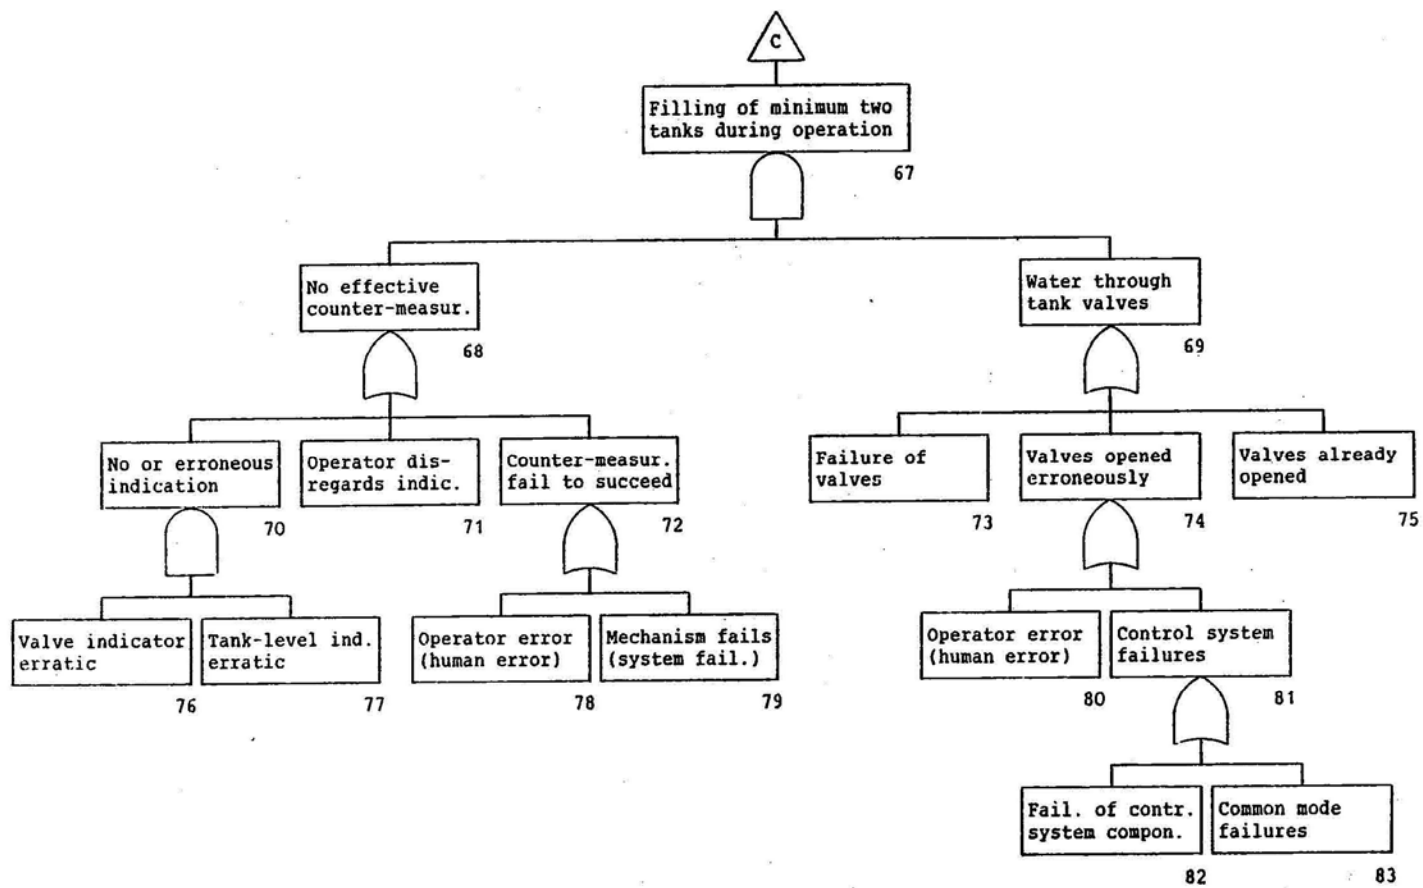 C
Filling of minimum two
tanks during operation
67
No effective
counter-measur.
68
Water through
tank valves
69
No or erroneous
indication
70
Operator dis-
regards indic.
71
Counter-measur.
fail to succeed
72
Failure of
valves
73
Valves opened
erroneously
74
Valves already
opened
75
Valve indicator
erratic
76
Tank-level ind.
erratic
77
Operator error
(human error)
78
Mechanism fails
(system fail.)
79
Operator error
(human error)
80
Control system
failures
81
Fail. of contr.
system compon.
82
Common mode
failures
83